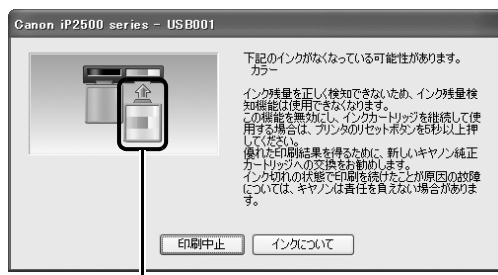 Canon iP2500 series - USB001
下記のインクがなくなっている可能性があります。
カラー
インク残量を正しく検知できないため、インク残量検
知機能は使用できなくなります。
この機能を無効にし、インクカートリッジを継続して使
用する場合は、プリンタのリセットボタンを5秒以上押
してください。
優れた印刷結果を得るために、新しいキヤノン純正
カートリッジへの交換をお勧めします。
インク切れの状態で印刷を続けたことが原因の故障
については、キヤノンは責任を負えない場合がありま
す。
印刷中止
インクについて